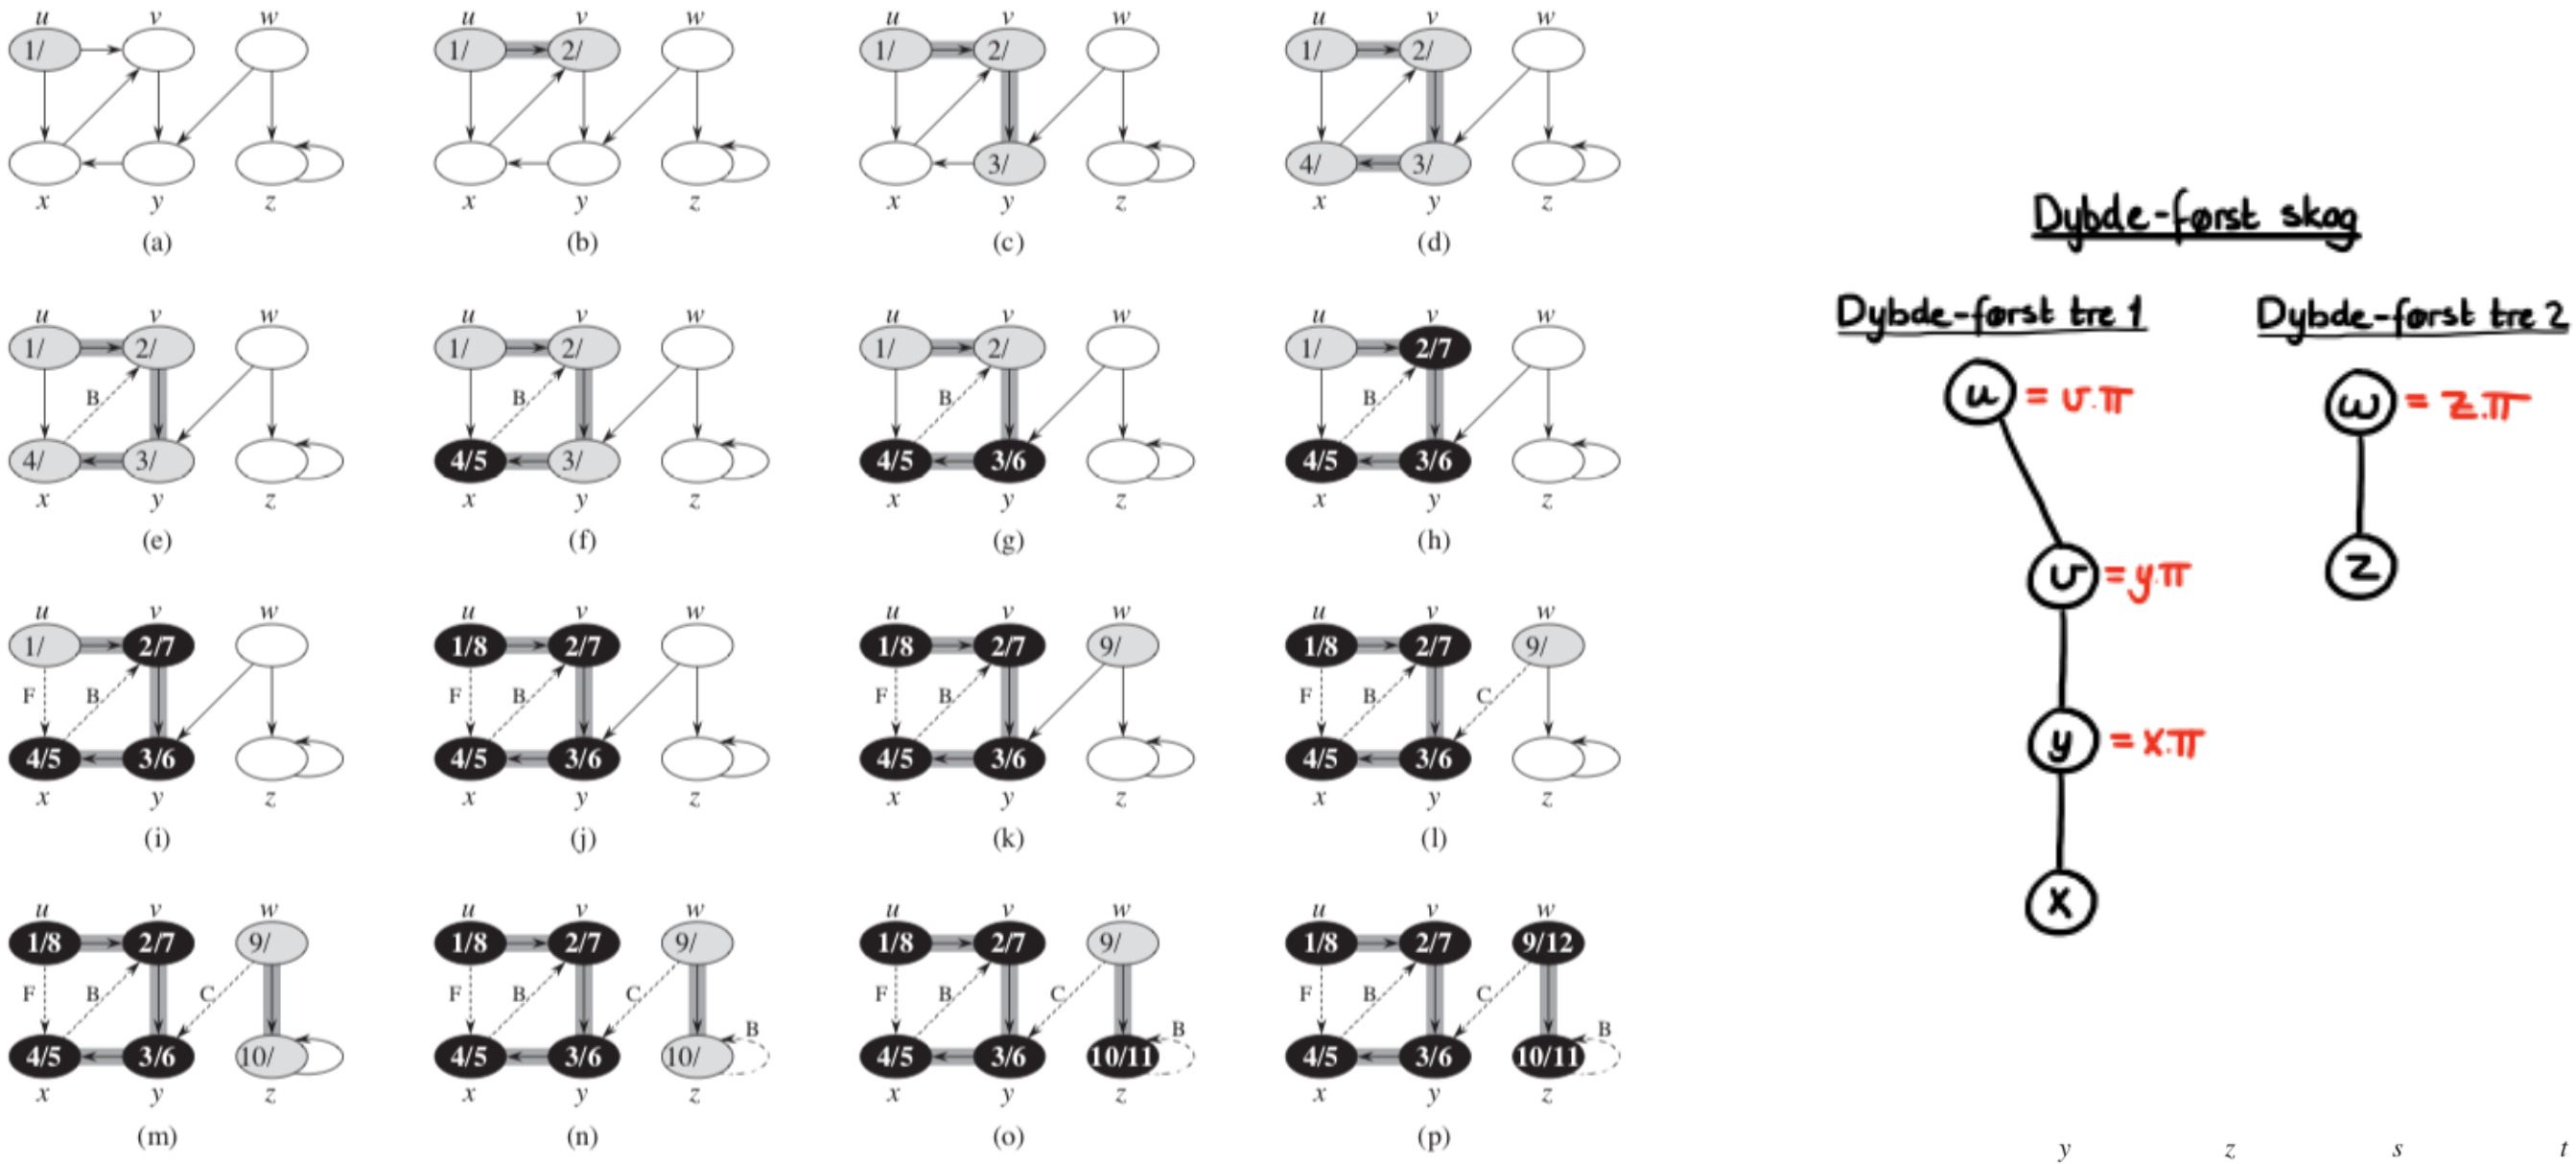 u v w u v w u v w u v w
1/ 1/ 2/ 1/ 2/ 1/ 2/
3/ 4/ 3/
x y z x y z x y z x y z
(a) (b) (c) (d)
u v w u v w u v w u v w
1/ 2/ 1/ 2/ 1/ 2/ 1/ 2/7
B B B B
4/ 3/ 4/5 3/ 4/5 3/6 4/5 3/6
x y z x y z x y z x y z
(e) (f) (g) (h)
u v w u v w u v w u v w
1/ 2/7 1/8 2/7 1/8 2/7 9/ 1/8 2/7 9/
F B F B F B F B C
4/5 3/6 4/5 3/6 4/5 3/6 4/5 3/6
x y z x y z x y z x y z
(i) (j) (k) (l)
u v w u v w u v w u v w
1/8 2/7 9/ 1/8 2/7 9/ 1/8 2/7 9/ 1/8 2/7 9/12
F B C F B C B F B C B F B C B
4/5 3/6 10/ 4/5 3/6 10/ 4/5 3/6 10/11 4/5 3/6 10/11
x y z x y z x y z x y z
(m) (n) (o) (p)
Dybde-først skog
Dybde-først tre 1
u = v.π
v = y.π
y = x.π
x
Dybde-først tre 2
w = z.π
z
y z s t